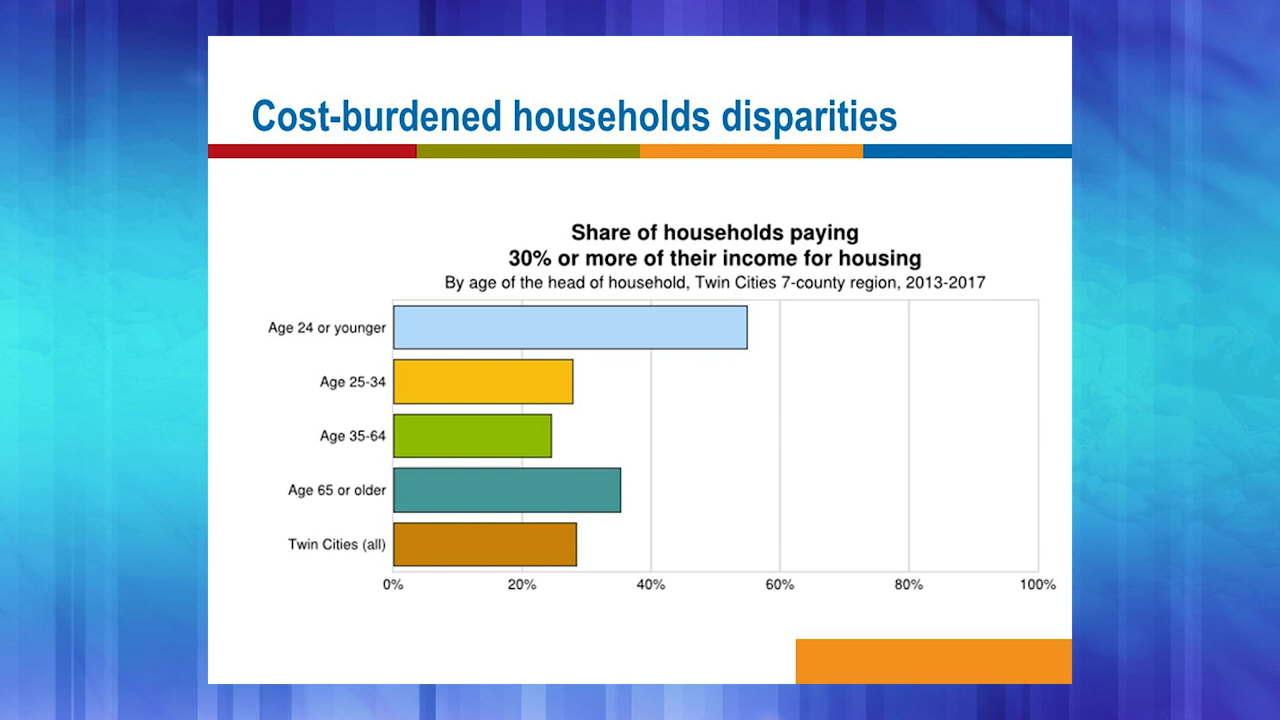 Cost-burdened households disparities
Share of households paying
30% or more of their income for housing
By age of the head of household, Twin Cities 7-county region, 2013-2017
Age 24 or younger
Age 25-34
Age 35-64
Age 65 or older
Twin Cities (all)
0% 20% 40% 60% 80% 100%